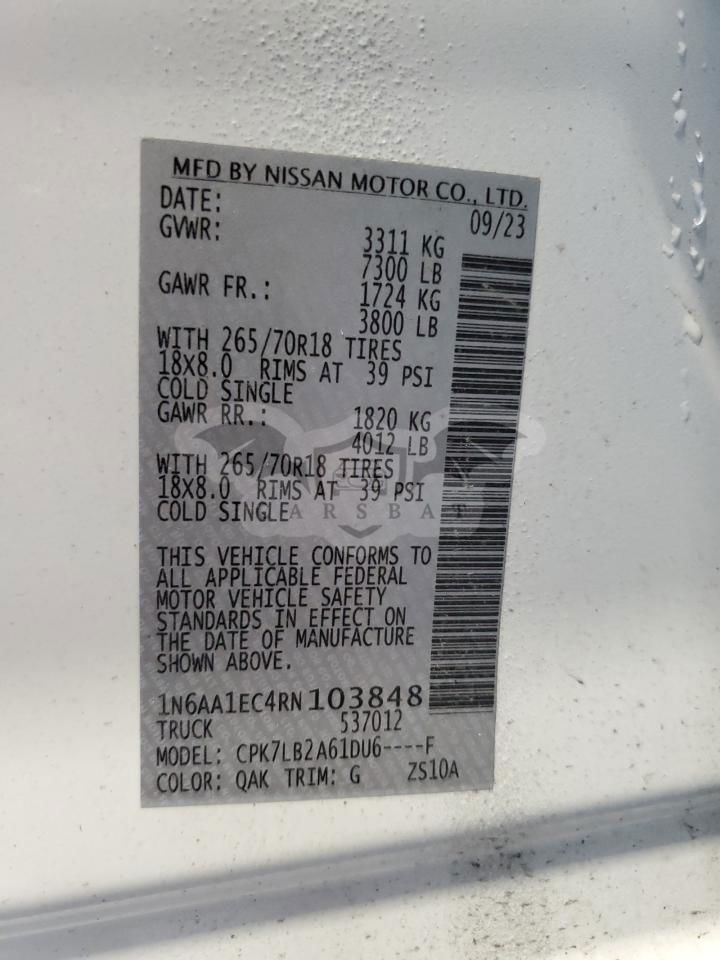 MFD BY NISSAN MOTOR CO., LTD.
DATE: 09/23
GVWR: 3311 KG
7300 LB
GAWR FR.: 1724 KG
3800 LB
WITH 265/70R18 TIRES
18X8.0 RIMS AT 39 PSI
COLD SINGLE
GAWR RR.: 1820 KG
4012 LB
WITH 265/70R18 TIRES
18X8.0 RIMS AT 39 PSI
COLD SINGLE
ARSBAT
THIS VEHICLE CONFORMS TO
ALL APPLICABLE FEDERAL
MOTOR VEHICLE SAFETY
STANDARDS IN EFFECT ON
THE DATE OF MANUFACTURE
SHOWN ABOVE.
1N6AA1EC4RN103848
TRUCK 537012
MODEL: CPK7LB2A61DU6----F
COLOR: QAK TRIM: G ZS10A